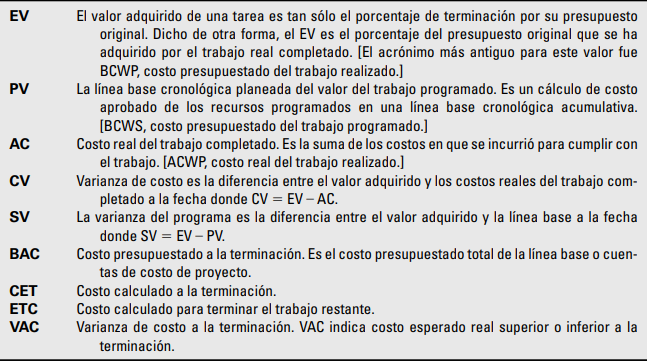 EV El valor adquirido de una tarea es tan sólo el porcentaje de terminación por su presupuesto
original. Dicho de otra forma, el EV es el porcentaje del presupuesto original que se ha
adquirido por el trabajo real completado. [El acrónimo más antiguo para este valor fue
BCWP, costo presupuestado del trabajo realizado.]
PV La línea base cronológica planeada del valor del trabajo programado. Es un cálculo de costo
aprobado de los recursos programados en una línea base cronológica acumulativa.
[BCWS, costo presupuestado del trabajo programado.]
AC Costo real del trabajo completado. Es la suma de los costos en que se incurrió para cumplir con
el trabajo. [ACWP, costo real del trabajo realizado.]
CV Varianza de costo es la diferencia entre el valor adquirido y los costos reales del trabajo com-
pletado a la fecha donde CV = EV – AC.
SV La varianza del programa es la diferencia entre el valor adquirido y la línea base a la fecha
donde SV = EV – PV.
BAC Costo presupuestado a la terminación. Es el costo presupuestado total de la línea base o cuen-
tas de costo de proyecto.
CET Costo calculado a la terminación.
ETC Costo calculado para terminar el trabajo restante.
VAC Varianza de costo a la terminación. VAC indica costo esperado real superior o inferior a la
terminación.